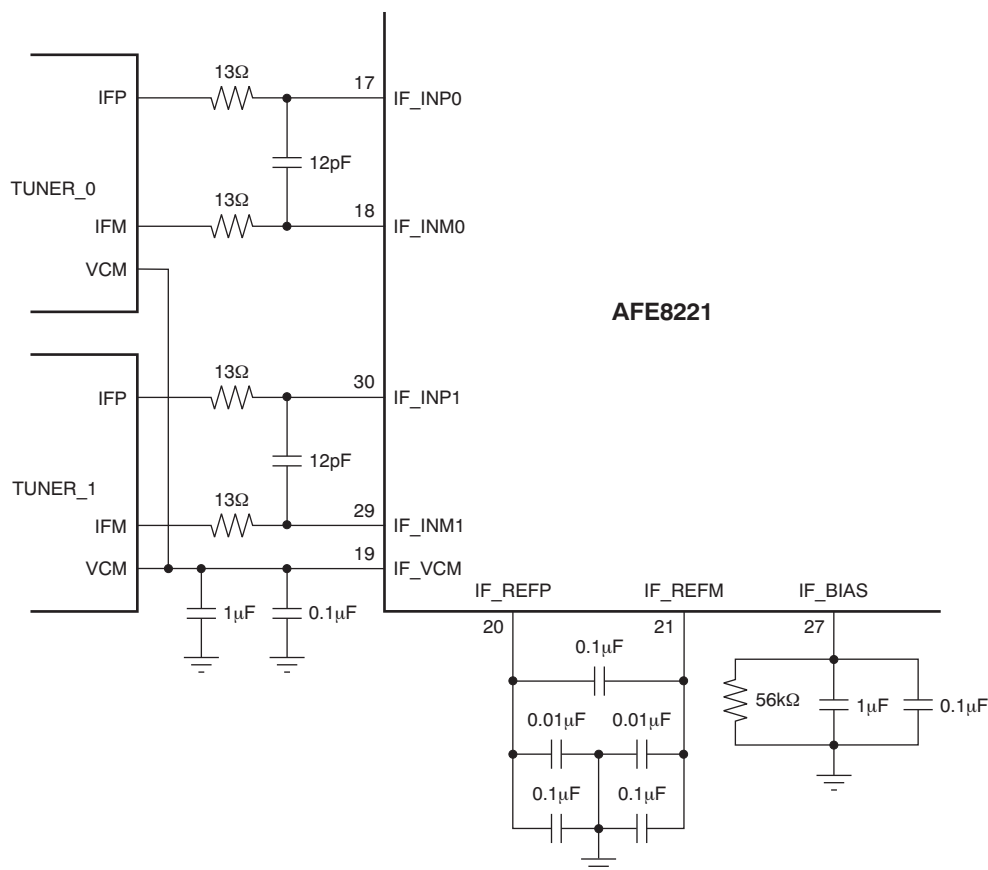 13Ω
17
IFP
IF_INP0
12pF
TUNER_0
13Ω
18
IFM
IF_INM0
VCM
AFE8221
13Ω
30
IFP
IF_INP1
12pF
TUNER_1
13Ω
29
IFM
IF_INM1
19
VCM
IF_VCM
IF_REFP
IF_REFM
IF_BIAS
1μF
0.1μF
20
21
27
0.1μF
56kΩ
1μF
0.1μF
0.01μF
0.01μF
0.1μF
0.1μF